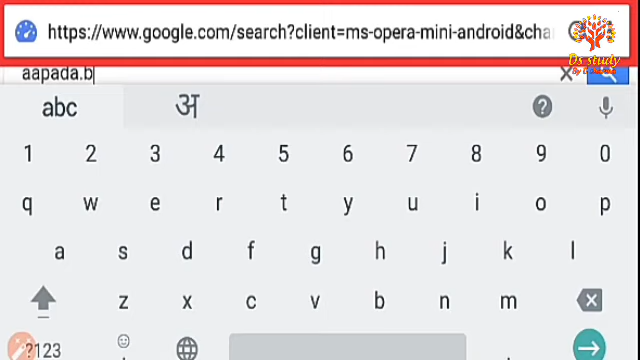 https://www.google.com/search?client=ms-opera-mini-android&cha
Ds study
aapada.b
abc अ ?
1 2 3 4 5 6 7 8 9 0
q w e r t y u i o p
a s d f g h j k l
z x c v b n m
?123 , .